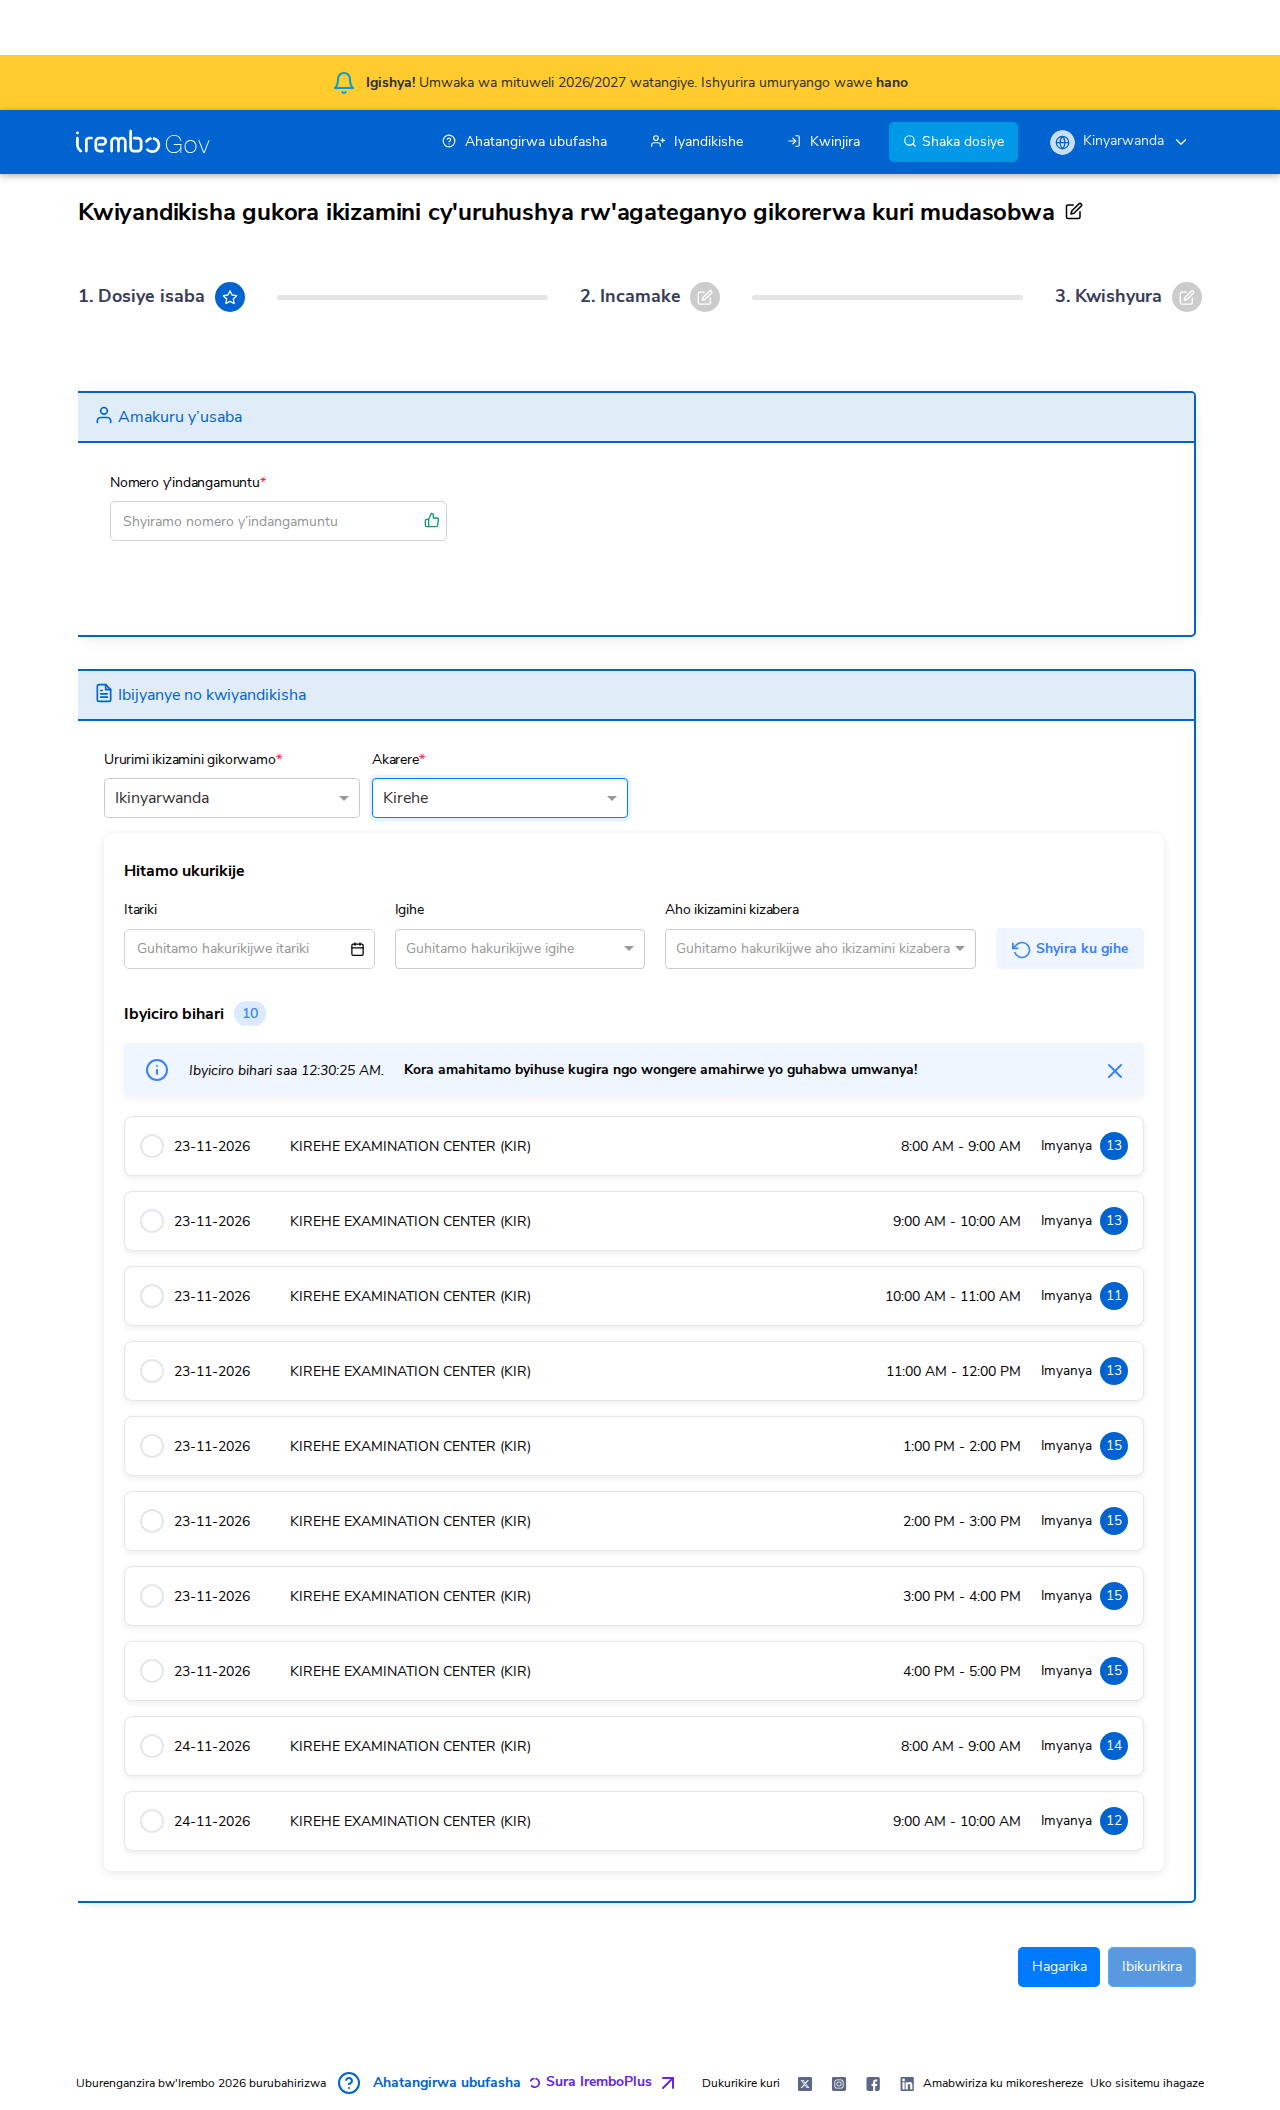 Igishya! Umwaka wa mituweli 2026/2027 watangiye. Ishyurira umuryango wawe hano
irembo Gov
Ahatangirwa ubufasha
Iyandikishe
Kwinjira
Shaka dosiye
Kinyarwanda
Kwiyandikisha gukora ikizamini cy'uruhushya rw'agateganyo gikorerwa kuri mudasobwa
1. Dosiye isaba
2. Incamake
3. Kwishyura
Amakuru y’usaba
Nomero y'indangamuntu*
Shyiramo nomero y’indangamuntu
Ibijyanye no kwiyandikisha
Ururimi ikizamini gikorwamo* Akarere*
Ikinyarwanda Kirehe
Hitamo ukurikije
Itariki Igihe Aho ikizamini kizabera
Guhitamo hakurikijwe itariki Guhitamo hakurikijwe igihe Guhitamo hakurikijwe aho ikizamini kizabera Shyira ku gihe
Ibyiciro bihari 10
Ibyiciro bihari saa 12:30:25 AM. Kora amahitamo byihuse kugira ngo wongere amahirwe yo guhabwa umwanya!
23-11-2026 KIREHE EXAMINATION CENTER (KIR) 8:00 AM - 9:00 AM Imyanya 13
23-11-2026 KIREHE EXAMINATION CENTER (KIR) 9:00 AM - 10:00 AM Imyanya 13
23-11-2026 KIREHE EXAMINATION CENTER (KIR) 10:00 AM - 11:00 AM Imyanya 11
23-11-2026 KIREHE EXAMINATION CENTER (KIR) 11:00 AM - 12:00 PM Imyanya 13
23-11-2026 KIREHE EXAMINATION CENTER (KIR) 1:00 PM - 2:00 PM Imyanya 15
23-11-2026 KIREHE EXAMINATION CENTER (KIR) 2:00 PM - 3:00 PM Imyanya 15
23-11-2026 KIREHE EXAMINATION CENTER (KIR) 3:00 PM - 4:00 PM Imyanya 15
23-11-2026 KIREHE EXAMINATION CENTER (KIR) 4:00 PM - 5:00 PM Imyanya 15
24-11-2026 KIREHE EXAMINATION CENTER (KIR) 8:00 AM - 9:00 AM Imyanya 14
24-11-2026 KIREHE EXAMINATION CENTER (KIR) 9:00 AM - 10:00 AM Imyanya 12
Hagarika Ibikurikira
Uburenganzira bw'Irembo 2026 burubahirizwa Ahatangirwa ubufasha Sura IremboPlus Dukurikire kuri Amabwiriza ku mikoreshereze Uko sisitemu ihagaze